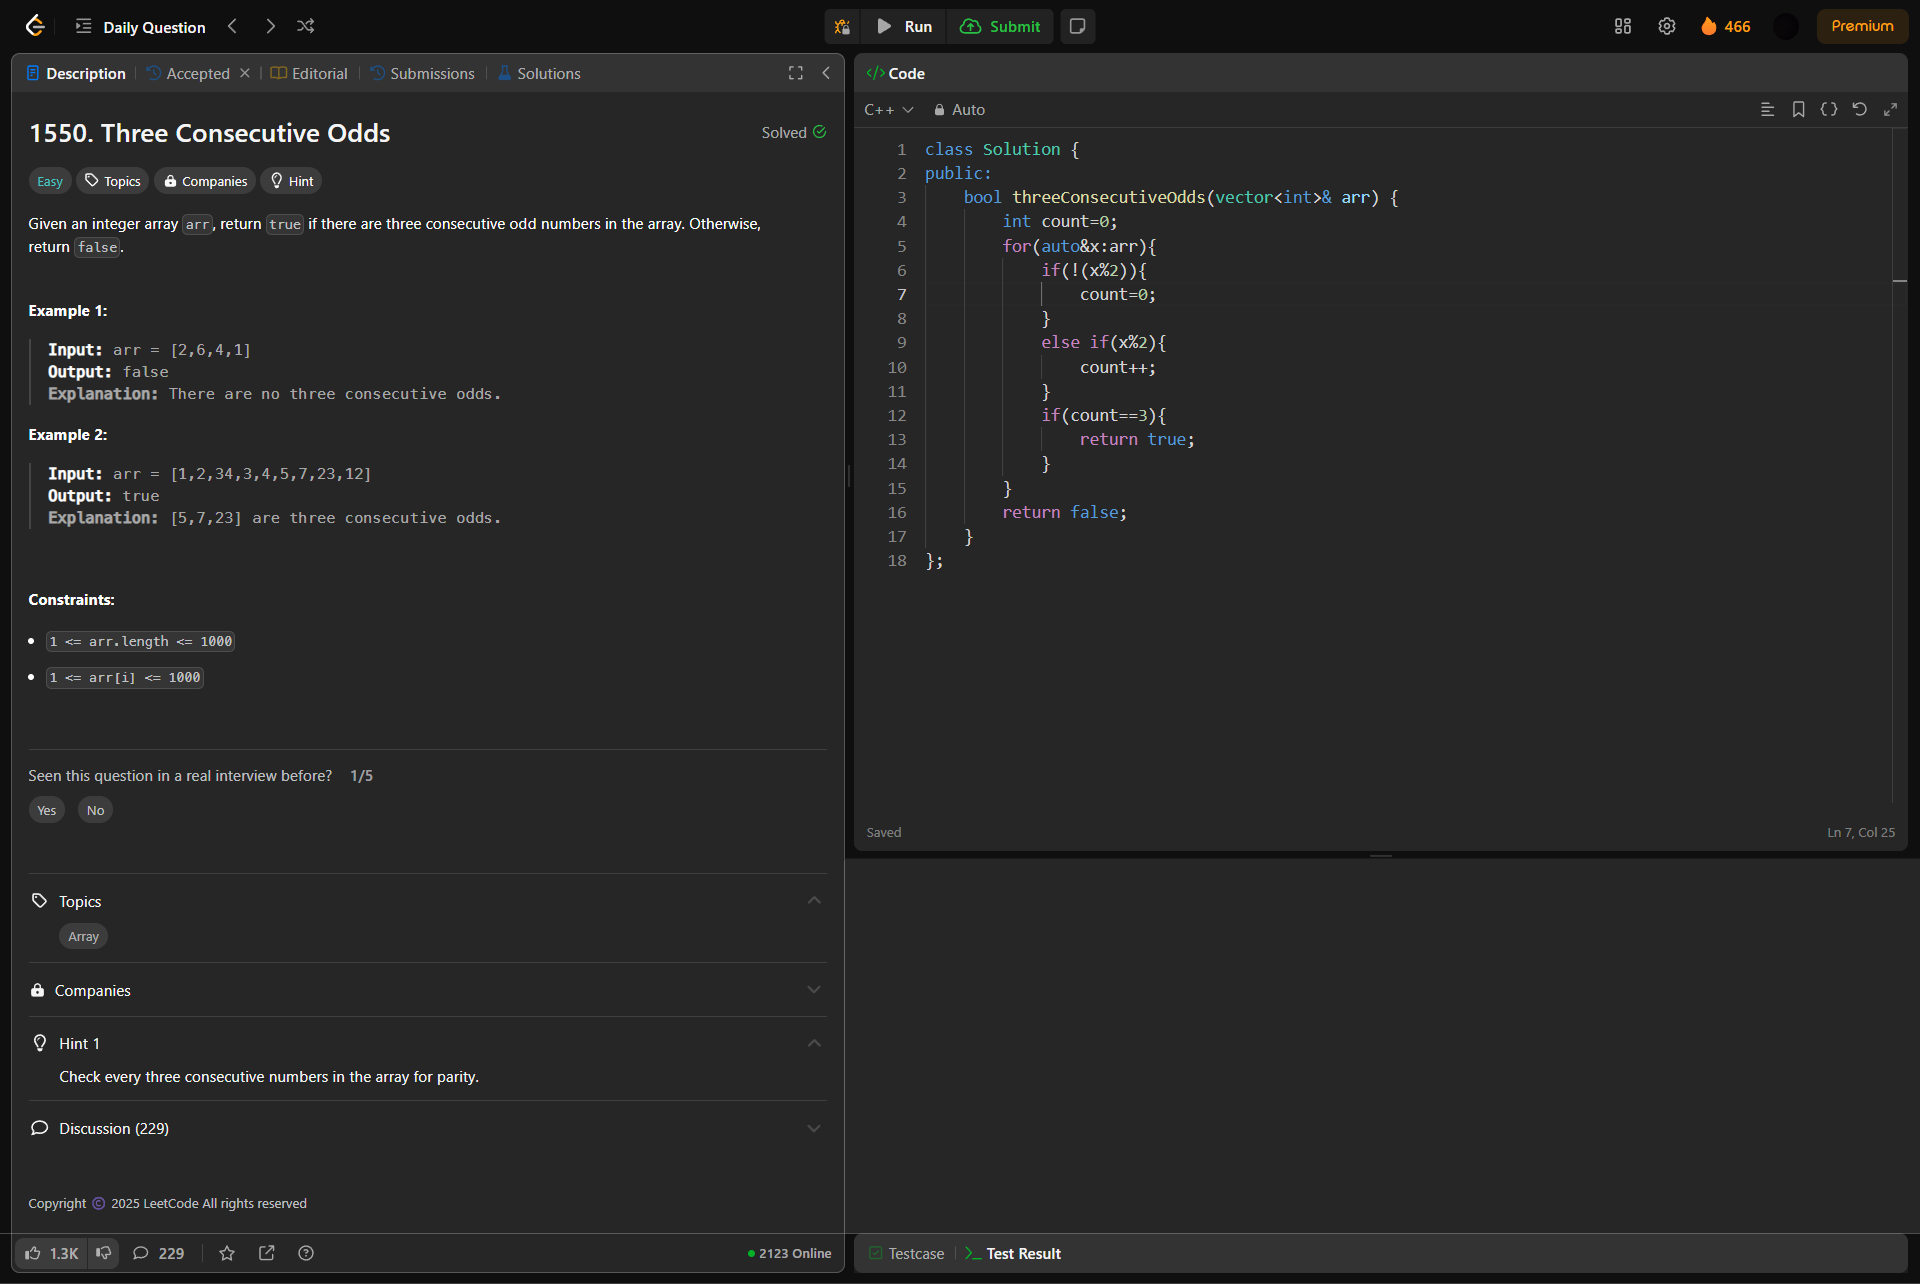 Daily Question
Run
Submit
466
Premium
Description
Accepted
Editorial
Submissions
Solutions
1550. Three Consecutive Odds
Solved
Easy
Topics
Companies
Hint
Given an integer array arr, return true if there are three consecutive odd numbers in the array. Otherwise,
return false.
Example 1:
Input: arr = [2,6,4,1]
Output: false
Explanation: There are no three consecutive odds.
Example 2:
Input: arr = [1,2,34,3,4,5,7,23,12]
Output: true
Explanation: [5,7,23] are three consecutive odds.
Constraints:
• 1 <= arr.length <= 1000
• 1 <= arr[i] <= 1000
Seen this question in a real interview before? 1/5
Yes
No
Topics
Array
Companies
Hint 1
Check every three consecutive numbers in the array for parity.
Discussion (229)
Copyright © 2025 LeetCode All rights reserved
1.3K
229
2123 Online
</> Code
C++
Auto
1 class Solution {
2 public:
3     bool threeConsecutiveOdds(vector<int>& arr) {
4         int count=0;
5         for(auto&x:arr){
6             if(!(x%2)){
7                 count=0;
8             }
9             else if(x%2){
10                 count++;
11             }
12             if(count==3){
13                 return true;
14             }
15         }
16         return false;
17     }
18 };
Saved
Ln 7, Col 25
Testcase
Test Result